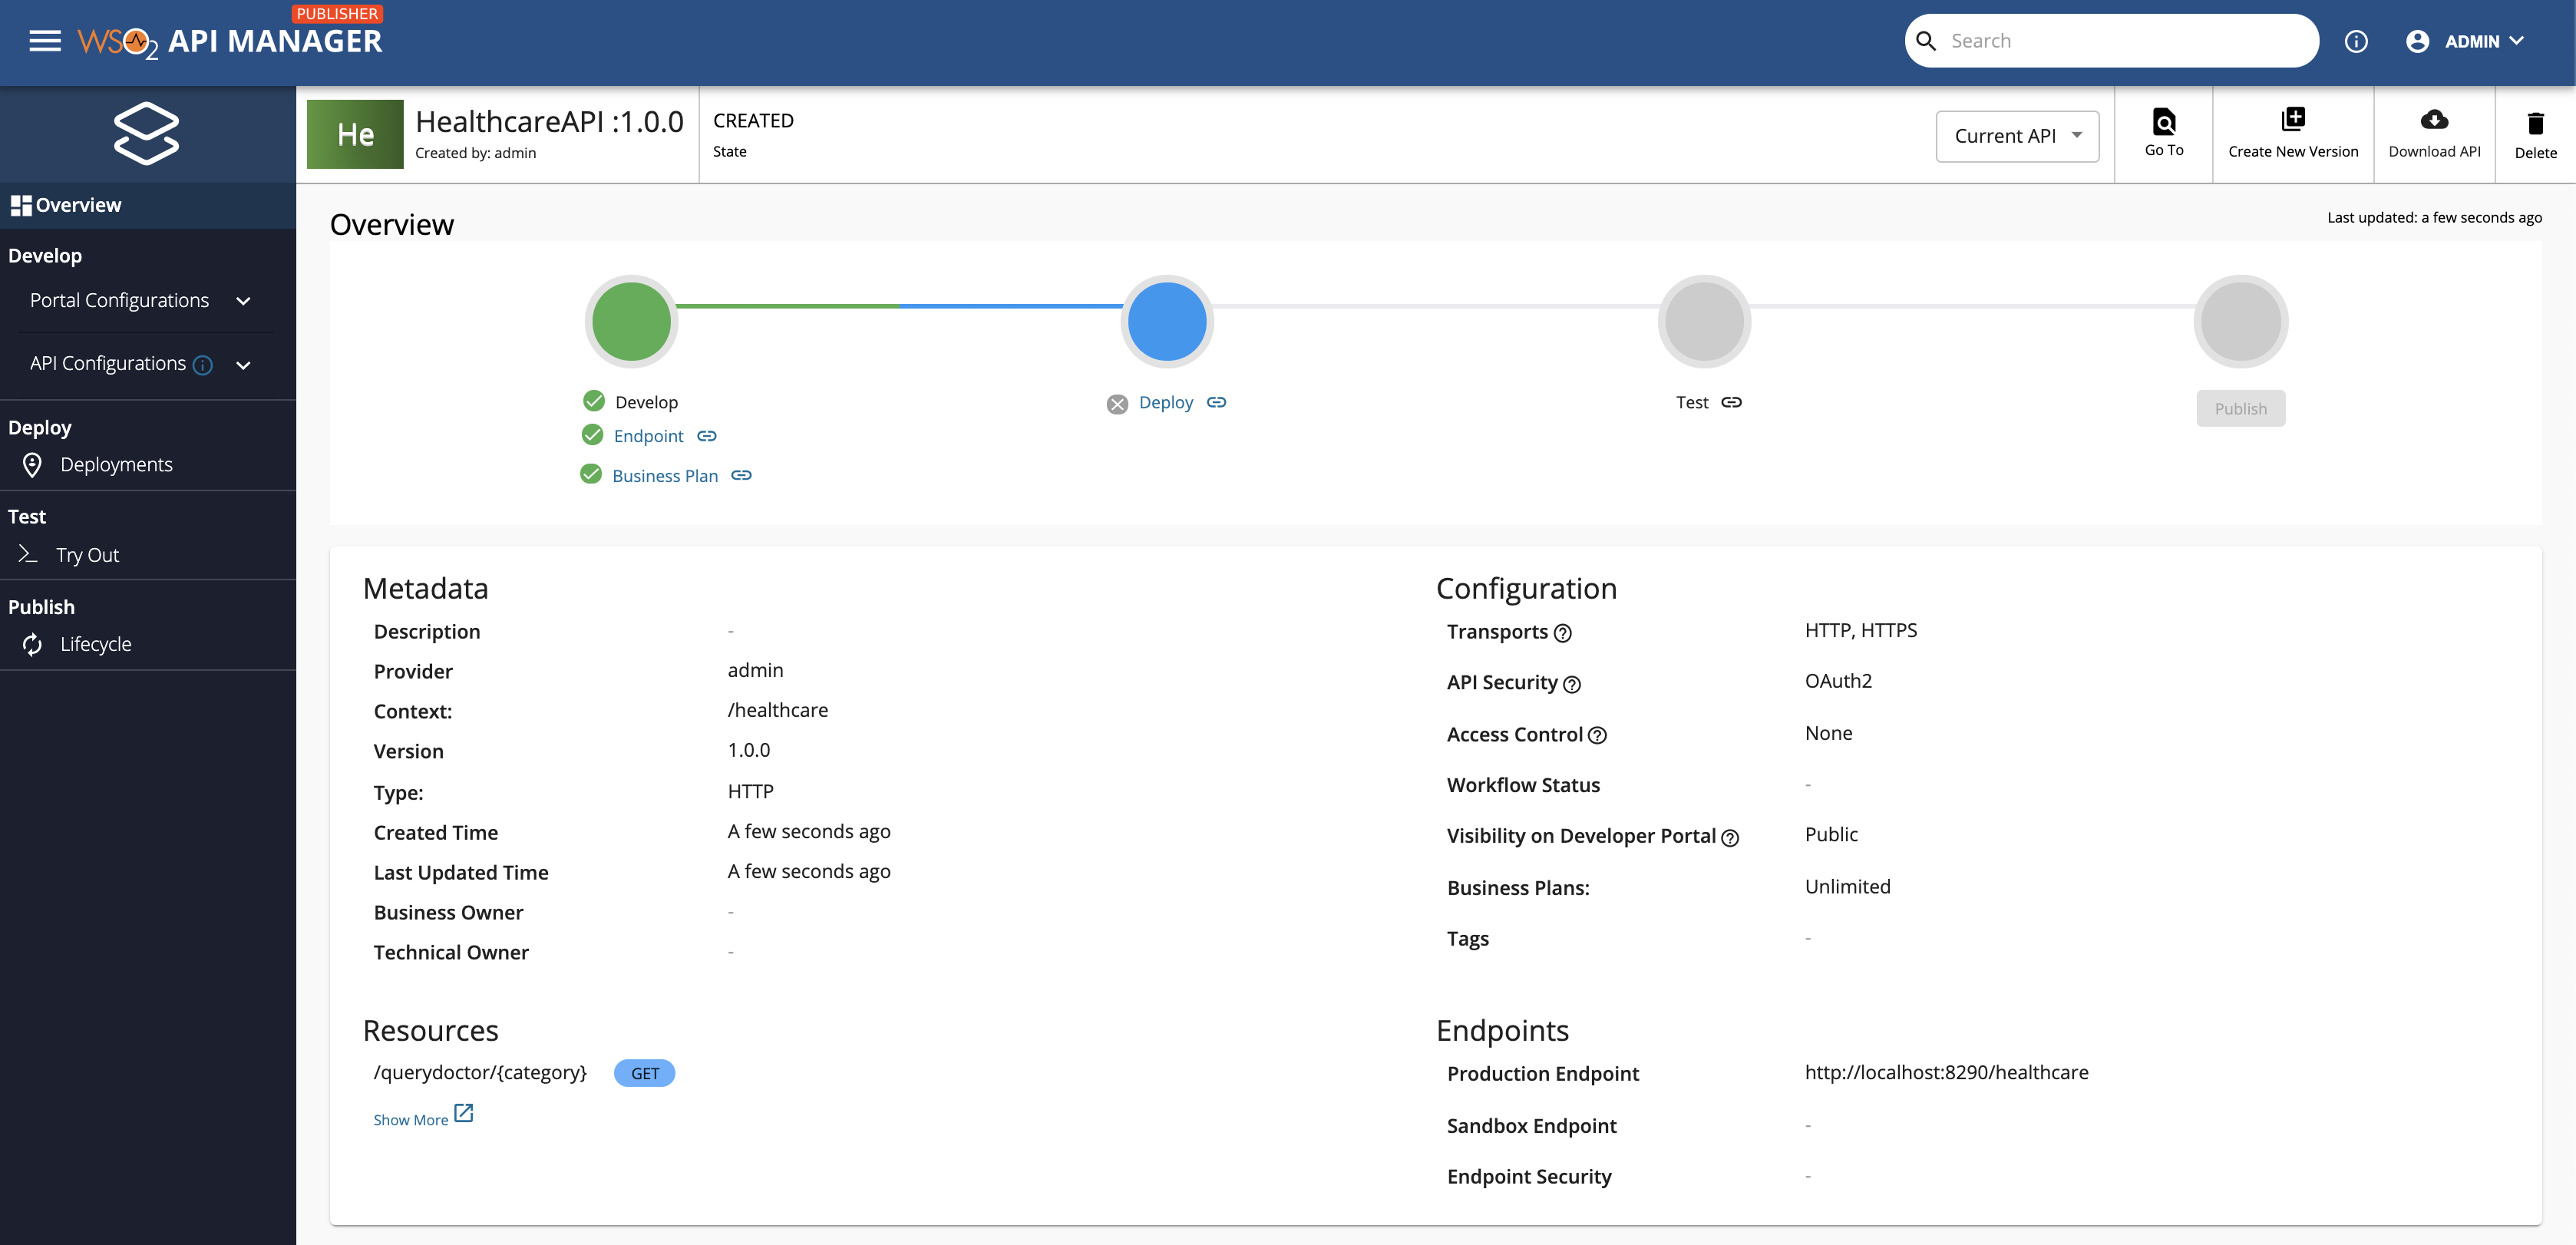 PUBLISHER
WSO2 API MANAGER
Search
ADMIN
He
HealthcareAPI :1.0.0
Created by: admin
CREATED
State
Current API
Go To
Create New Version
Download API
Delete
Overview
Develop
Portal Configurations
API Configurations
Deploy
Deployments
Test
Try Out
Publish
Lifecycle
Overview
Last updated: a few seconds ago
Develop
Endpoint
Business Plan
Deploy
Test
Publish
Metadata
Description -
Provider admin
Context: /healthcare
Version 1.0.0
Type: HTTP
Created Time A few seconds ago
Last Updated Time A few seconds ago
Business Owner -
Technical Owner -
Configuration
Transports HTTP, HTTPS
API Security OAuth2
Access Control None
Workflow Status -
Visibility on Developer Portal Public
Business Plans: Unlimited
Tags -
Resources
/querydoctor/{category} GET
Show More
Endpoints
Production Endpoint http://localhost:8290/healthcare
Sandbox Endpoint -
Endpoint Security -